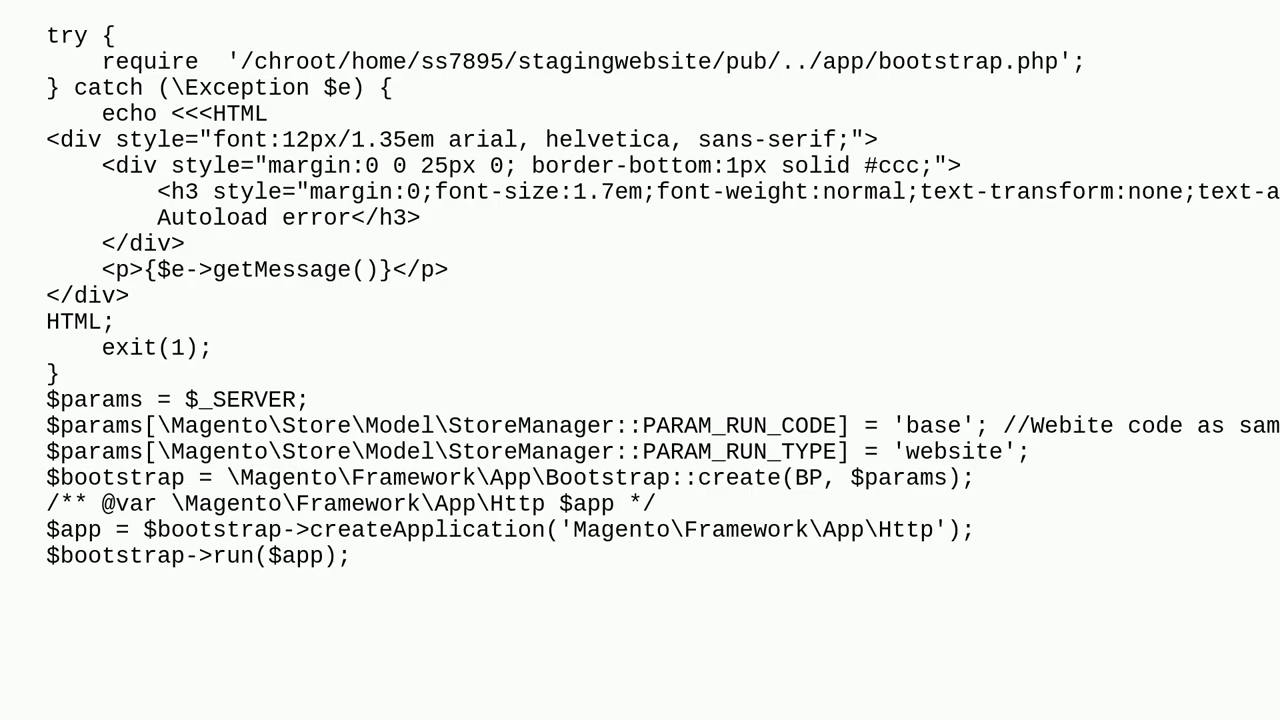 try {
    require  '/chroot/home/ss7895/stagingwebsite/pub/../app/bootstrap.php';
} catch (\Exception $e) {
    echo <<<HTML
<div style="font:12px/1.35em arial, helvetica, sans-serif;">
    <div style="margin:0 0 25px 0; border-bottom:1px solid #ccc;">
        <h3 style="margin:0;font-size:1.7em;font-weight:normal;text-transform:none;text-a
        Autoload error</h3>
    </div>
    <p>{$e->getMessage()}</p>
</div>
HTML;
    exit(1);
}
$params = $_SERVER;
$params[\Magento\Store\Model\StoreManager::PARAM_RUN_CODE] = 'base'; //Webite code as sam
$params[\Magento\Store\Model\StoreManager::PARAM_RUN_TYPE] = 'website';
$bootstrap = \Magento\Framework\App\Bootstrap::create(BP, $params);
/** @var \Magento\Framework\App\Http $app */
$app = $bootstrap->createApplication('Magento\Framework\App\Http');
$bootstrap->run($app);